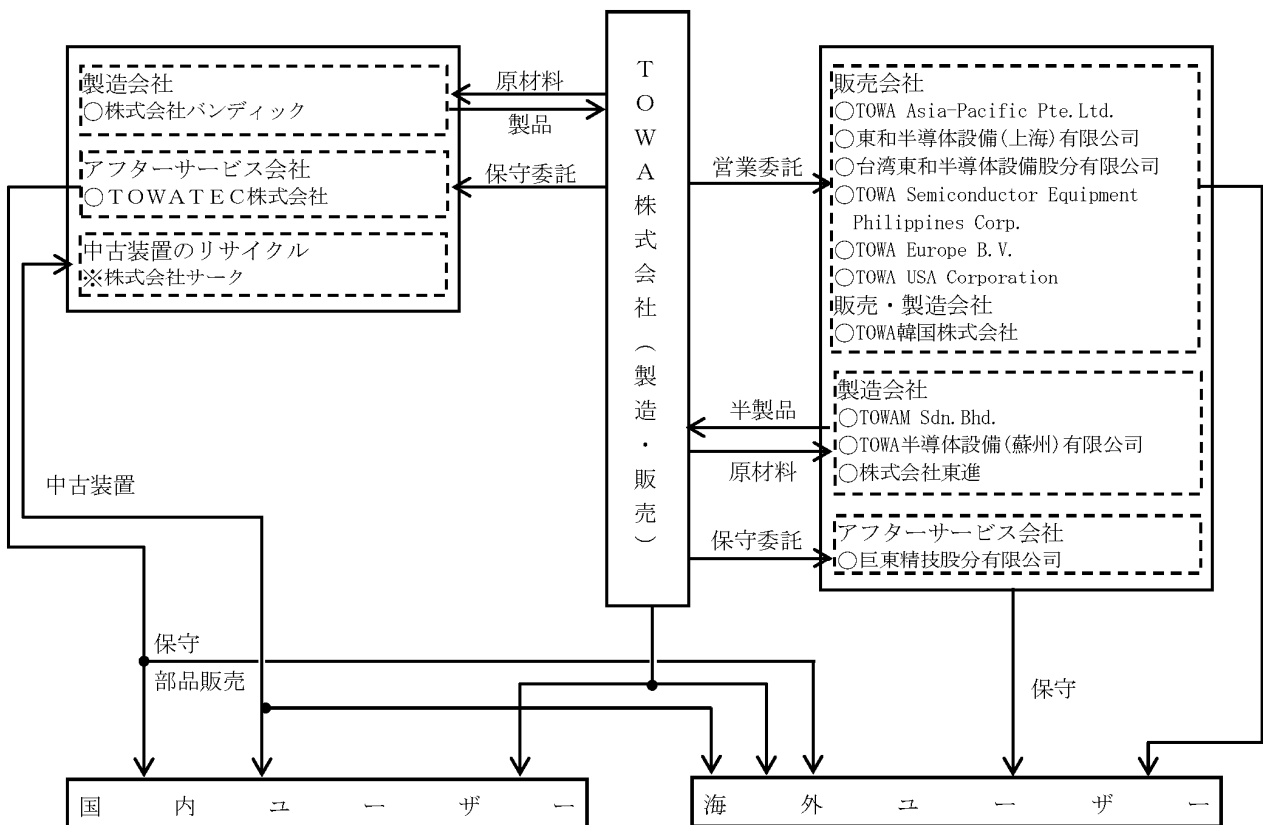 製造会社
○株式会社バンディック
アフターサービス会社
○ＴＯＷＡＴＥＣ株式会社
中古装置のリサイクル
※株式会社サーク
原材料
製品
保守委託
ＴＯＷＡ株式会社（製造・販売）
営業委託
半製品
原材料
保守委託
販売会社
○TOWA Asia-Pacific Pte.Ltd.
○東和半導体設備(上海)有限公司
○台湾東和半導体設備股分有限公司
○TOWA Semiconductor Equipment
Philippines Corp.
○TOWA Europe B.V.
○TOWA USA Corporation
販売・製造会社
○TOWA韓国株式会社
製造会社
○TOWAM Sdn.Bhd.
○TOWA半導体設備(蘇州)有限公司
○株式会社東進
アフターサービス会社
○巨東精技股分有限公司
中古装置
保守
部品販売
保守
国内ユーザー
海外ユーザー